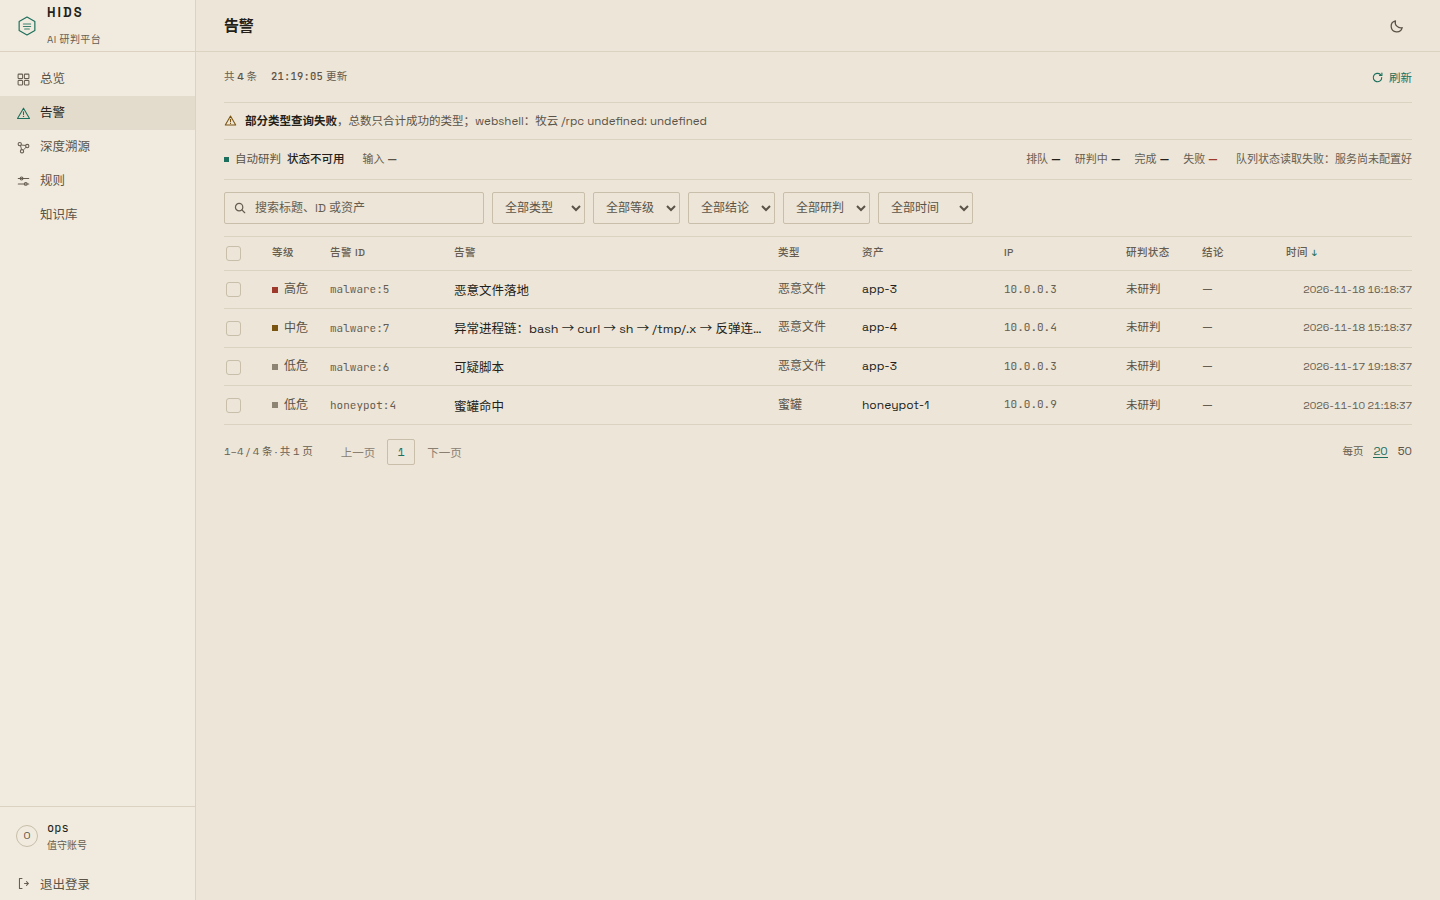 HIDS
AI 研判平台
总览
告警
深度溯源
规则
知识库
ops
值守账号
退出登录
告警
共 4 条 21:19:05 更新
刷新
部分类型查询失败，总数只合计成功的类型；webshell：牧云 /rpc undefined: undefined
自动研判 状态不可用 输入 — 排队 — 研判中 — 完成 — 失败 — 队列状态读取失败：服务尚未配置好
搜索标题、ID 或资产 全部类型 全部等级 全部结论 全部研判 全部时间
等级 告警 ID 告警 类型 资产 IP 研判状态 结论 时间 ↓
高危 malware:5 恶意文件落地 恶意文件 app-3 10.0.0.3 未研判 — 2026-11-18 16:18:37
中危 malware:7 异常进程链：bash → curl → sh → /tmp/.x → 反弹连… 恶意文件 app-4 10.0.0.4 未研判 — 2026-11-18 15:18:37
低危 malware:6 可疑脚本 恶意文件 app-3 10.0.0.3 未研判 — 2026-11-17 19:18:37
低危 honeypot:4 蜜罐命中 蜜罐 honeypot-1 10.0.0.9 未研判 — 2026-11-10 21:18:37
1–4 / 4 条 · 共 1 页 上一页 1 下一页 每页 20 50